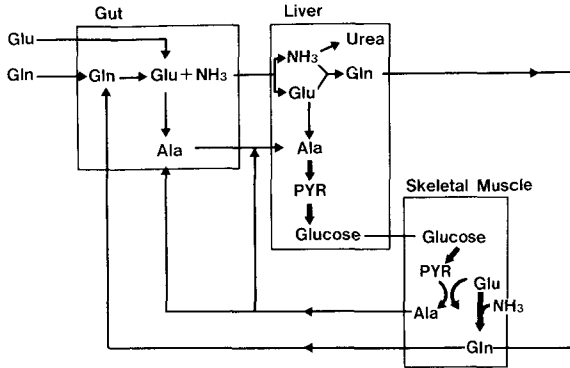 Gut
Liver
Glu
Gln
Gln
Glu + NH3
Ala
NH3
Urea
Glu
Gln
Ala
PYR
Glucose
Skeletal Muscle
Glucose
PYR
Glu
Ala
NH3
Gln